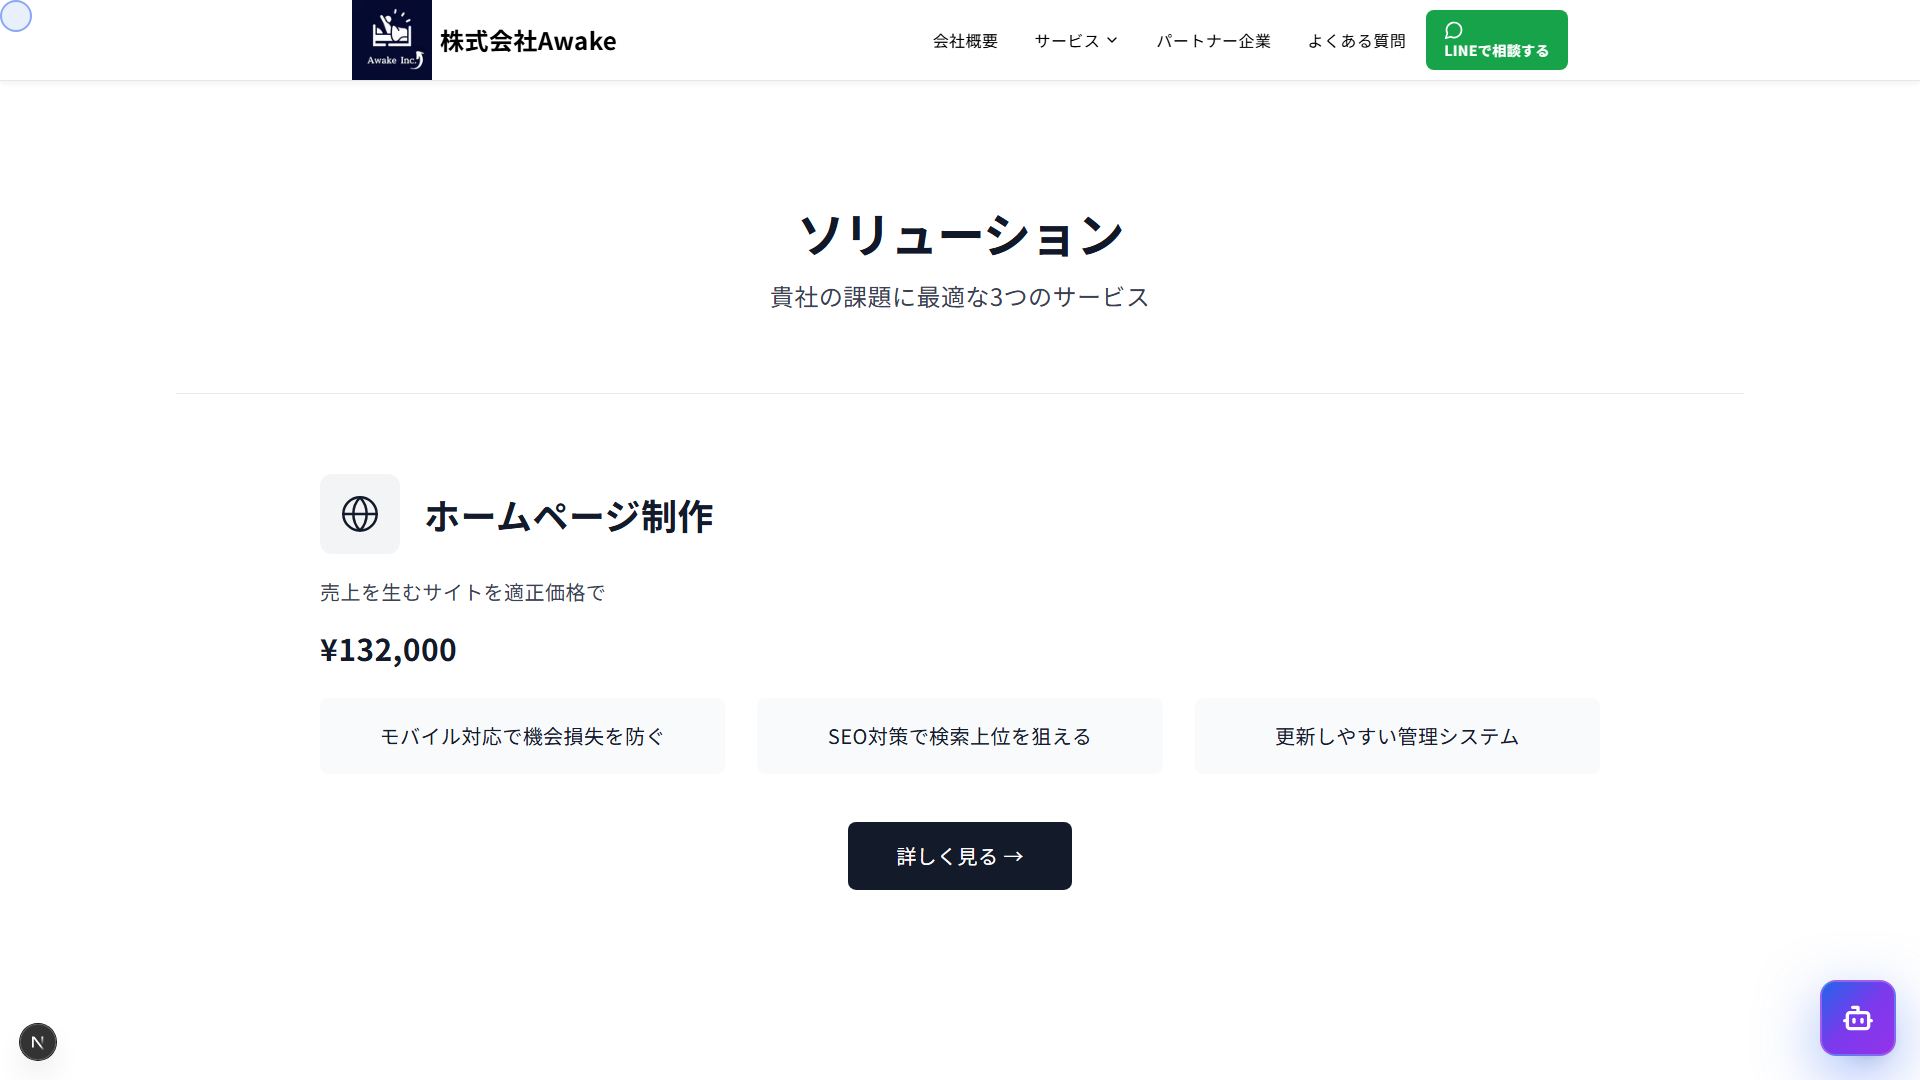 Awake Inc.
株式会社Awake
会社概要
サービス
パートナー企業
よくある質問
LINEで相談する
ソリューション
貴社の課題に最適な3つのサービス
ホームページ制作
売上を生むサイトを適正価格で
¥132,000
モバイル対応で機会損失を防ぐ
SEO対策で検索上位を狙える
更新しやすい管理システム
詳しく見る →
N